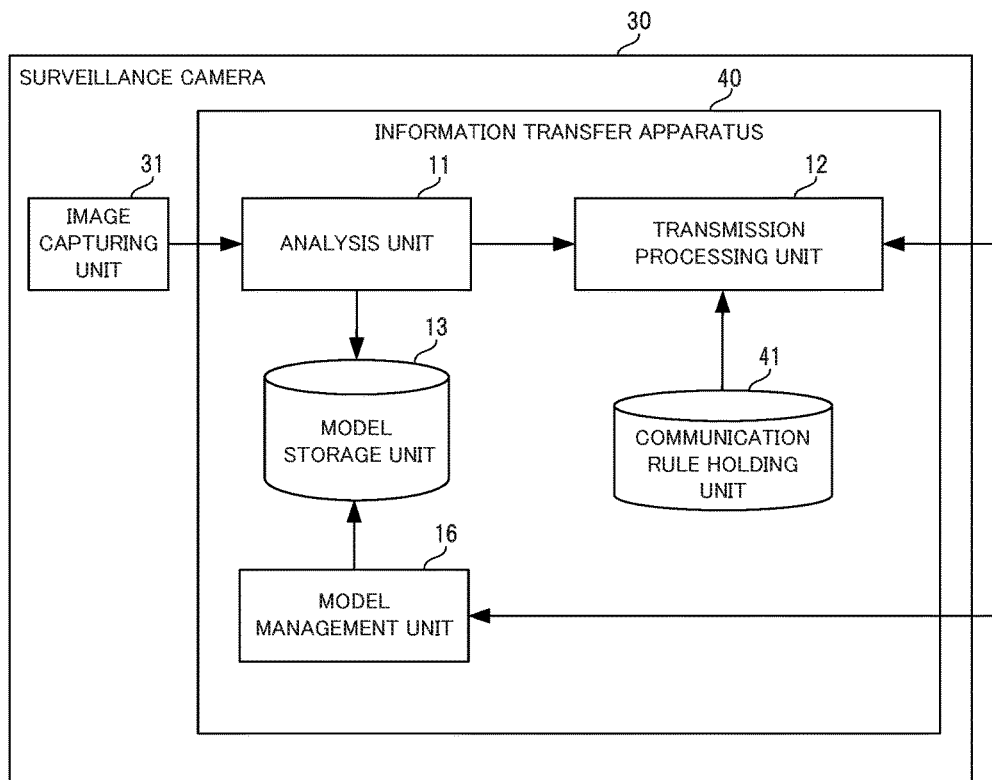 30
SURVEILLANCE CAMERA
40
INFORMATION TRANSFER APPARATUS
31
11
12
IMAGE
CAPTURING
UNIT
ANALYSIS UNIT
TRANSMISSION
PROCESSING UNIT
13
41
MODEL
STORAGE UNIT
COMMUNICATION
RULE HOLDING
UNIT
16
MODEL
MANAGEMENT UNIT